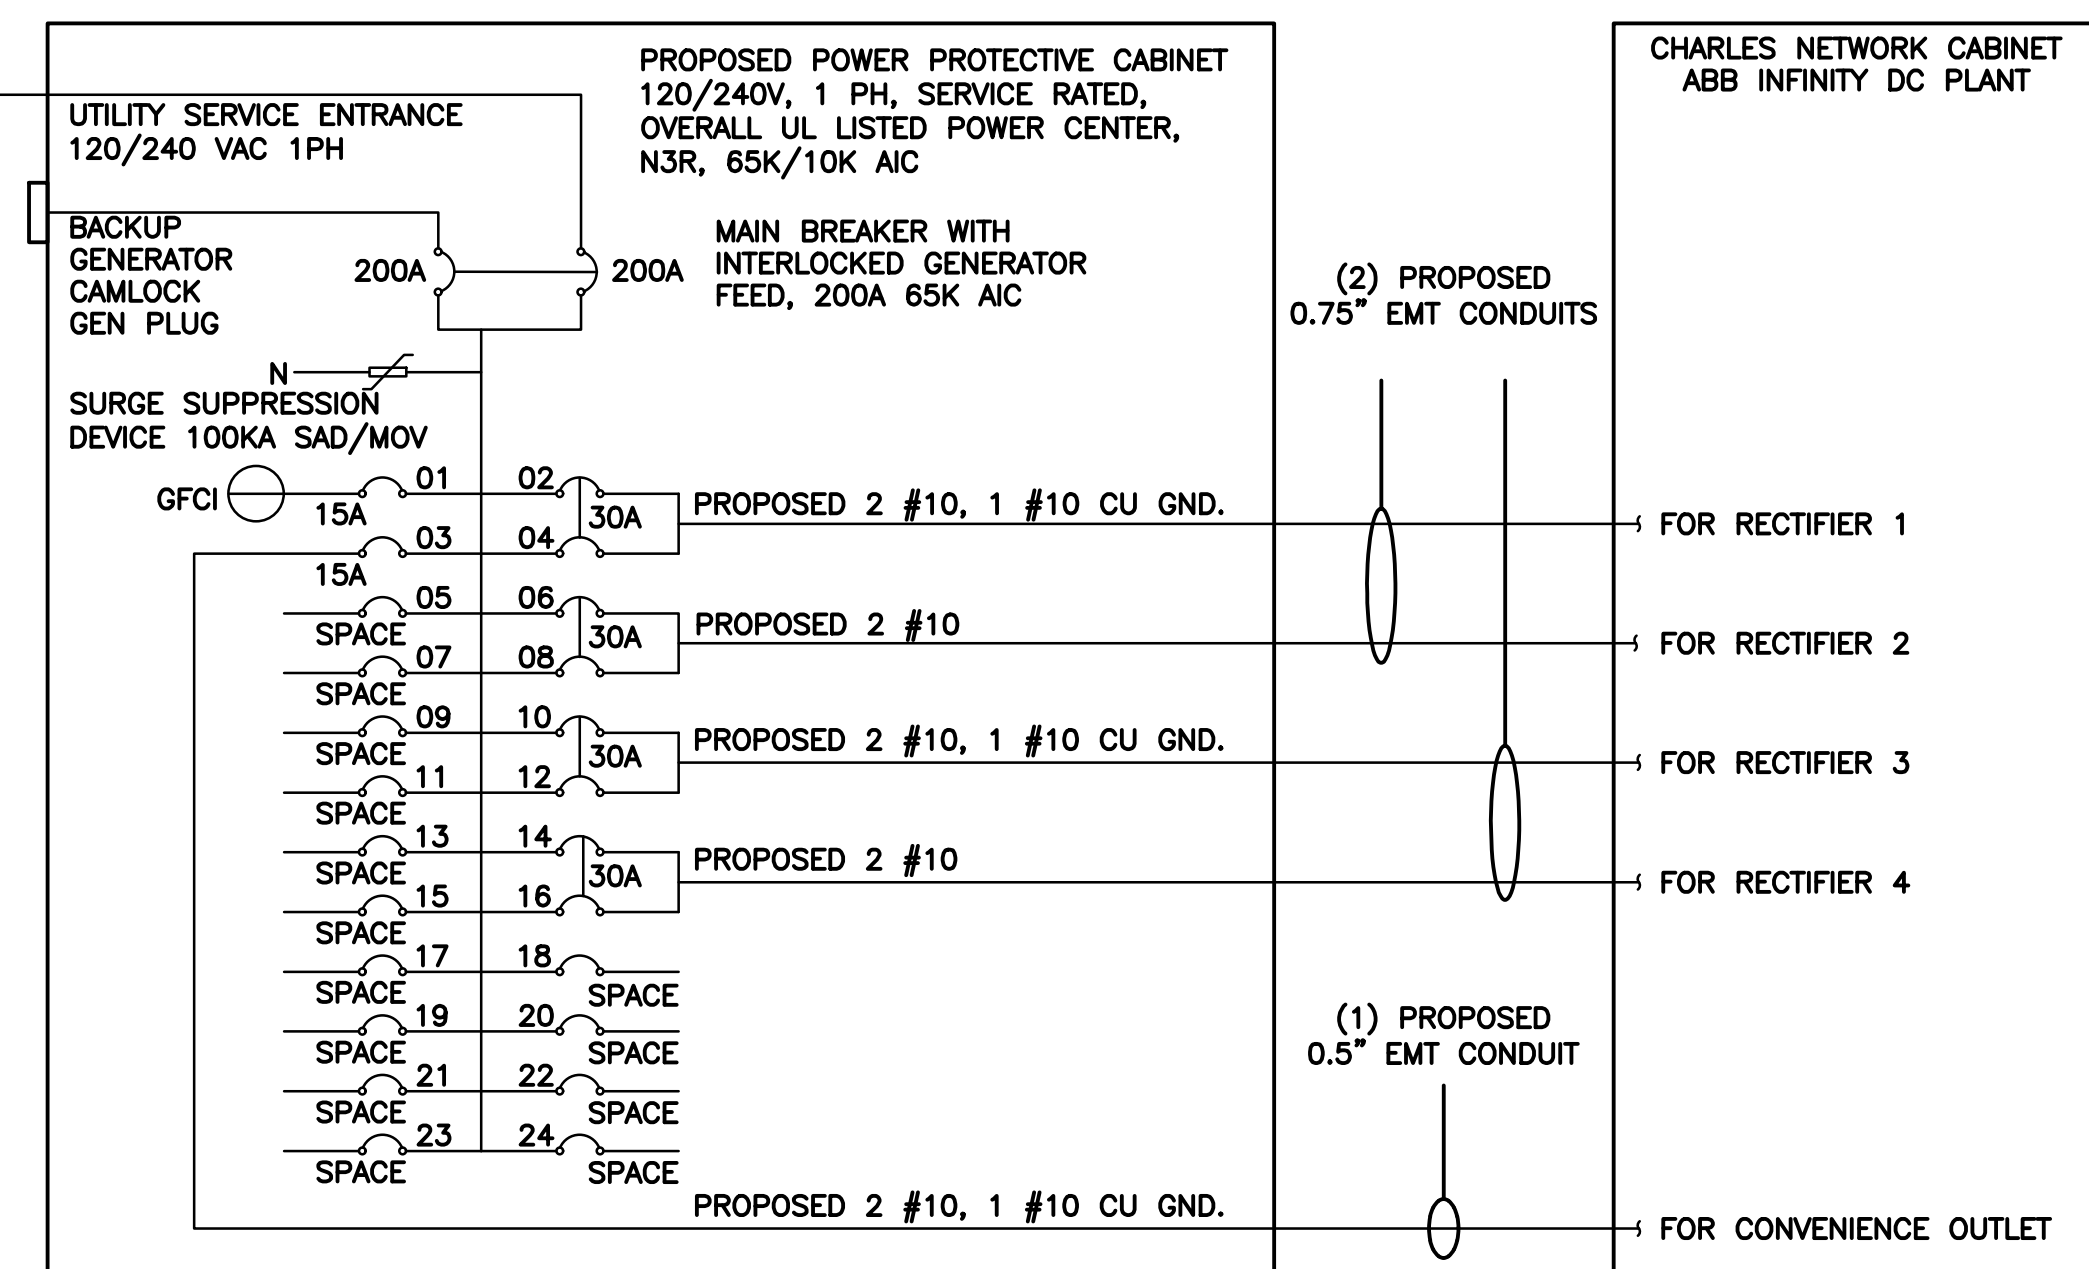 PROPOSED POWER PROTECTIVE CABINET
120/240V, 1 PH, SERVICE RATED,
OVERALL UL LISTED POWER CENTER,
N3R, 65K/10K AIC
CHARLES NETWORK CABINET
ABB INFINITY DC PLANT
UTILITY SERVICE ENTRANCE
120/240 VAC 1PH
BACKUP
GENERATOR
CAMLOCK
GEN PLUG
200A
200A
MAIN BREAKER WITH
INTERLOCKED GENERATOR
FEED, 200A 65K AIC
(2) PROPOSED
0.75" EMT CONDUITS
N
SURGE SUPPRESSION
DEVICE 100KA SAD/MOV
GFCI
15A
01
02
30A
PROPOSED 2 #10, 1 #10 CU GND.
FOR RECTIFIER 1
15A
03
04
SPACE
05
06
30A
PROPOSED 2 #10
FOR RECTIFIER 2
SPACE
07
08
SPACE
09
10
30A
PROPOSED 2 #10, 1 #10 CU GND.
FOR RECTIFIER 3
SPACE
11
12
SPACE
13
14
30A
PROPOSED 2 #10
FOR RECTIFIER 4
SPACE
15
16
SPACE
17
18
SPACE
SPACE
19
20
SPACE
SPACE
21
22
SPACE
SPACE
23
24
SPACE
(1) PROPOSED
0.5" EMT CONDUIT
PROPOSED 2 #10, 1 #10 CU GND.
FOR CONVENIENCE OUTLET